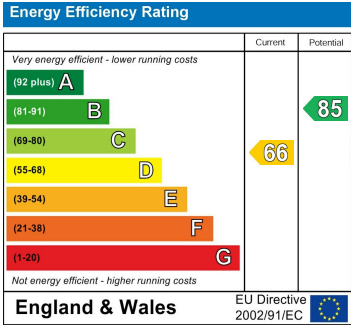 Energy Efficiency Rating
Current Potential
Very energy efficient - lower running costs
(92 plus) A
(81-91) B
85
(69-80) C
66
(55-68) D
(39-54) E
(21-38) F
(1-20) G
Not energy efficient - higher running costs
England & Wales
EU Directive
2002/91/EC